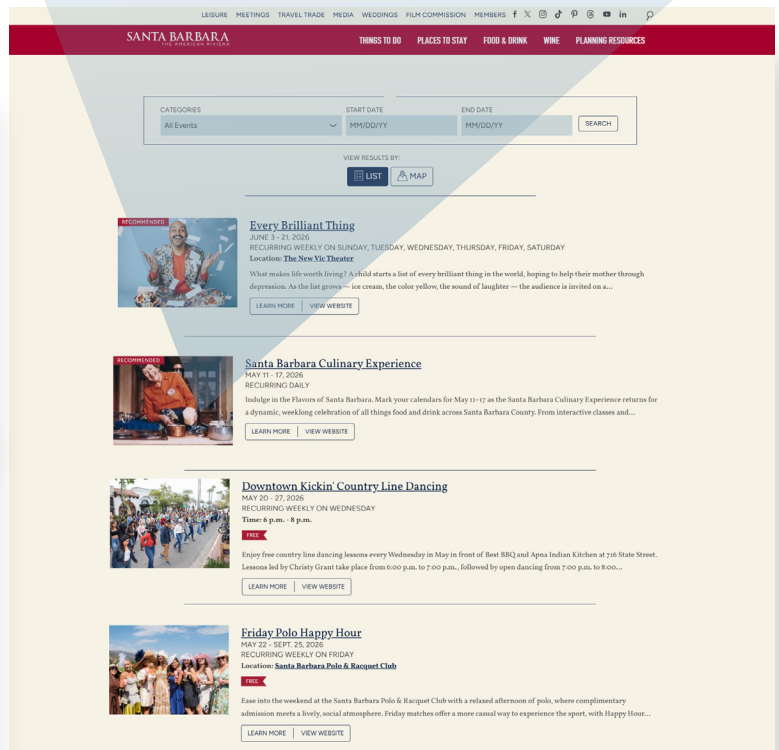 LEISURE MEETINGS TRAVEL TRADE MEDIA WEDDINGS FILM COMMISSION MEMBERS
SANTA BARBARA
THE AMERICAN RIVIERA
THINGS TO DO PLACES TO STAY FOOD & DRINK WINE PLANNING RESOURCES
CATEGORIES START DATE END DATE
All Events MM/DD/YY MM/DD/YY SEARCH
VIEW RESULTS BY:
LIST MAP
RECOMMENDED
Every Brilliant Thing
JUNE 3 - 21, 2026
RECURRING WEEKLY ON SUNDAY, TUESDAY, WEDNESDAY, THURSDAY, FRIDAY, SATURDAY
Location: The New Vic Theater
What makes life worth living? A child starts a list of every brilliant thing in the world, hoping to help their mother through
depression. As the list grows — ice cream, the color yellow, the sound of laughter — the audience is invited on a...
LEARN MORE VIEW WEBSITE
RECOMMENDED
Santa Barbara Culinary Experience
MAY 11 - 17, 2026
RECURRING DAILY
Indulge in the Flavors of Santa Barbara. Mark your calendars for May 11-17 as the Santa Barbara Culinary Experience returns for
a dynamic, weeklong celebration of all things food and drink across Santa Barbara County. From interactive classes and...
LEARN MORE VIEW WEBSITE
Downtown Kickin' Country Line Dancing
MAY 20 - 27, 2026
RECURRING WEEKLY ON WEDNESDAY
Time: 6 p.m. - 8 p.m.
FREE
Enjoy free country line dancing lessons every Wednesday in May in front of Best BBQ and Apna Indian Kitchen at 716 State Street.
Lessons led by Christy Grant take place from 6:00 p.m. to 7:00 p.m., followed by open dancing from 7:00 p.m. to 8:00...
LEARN MORE VIEW WEBSITE
Friday Polo Happy Hour
MAY 22 - SEPT. 25, 2026
RECURRING WEEKLY ON FRIDAY
Location: Santa Barbara Polo & Racquet Club
FREE
Ease into the weekend at the Santa Barbara Polo & Racquet Club with a relaxed afternoon of polo, where complimentary
admission meets a lively, social atmosphere. Friday matches offer a more casual way to experience the sport, with Happy Hour...
LEARN MORE VIEW WEBSITE